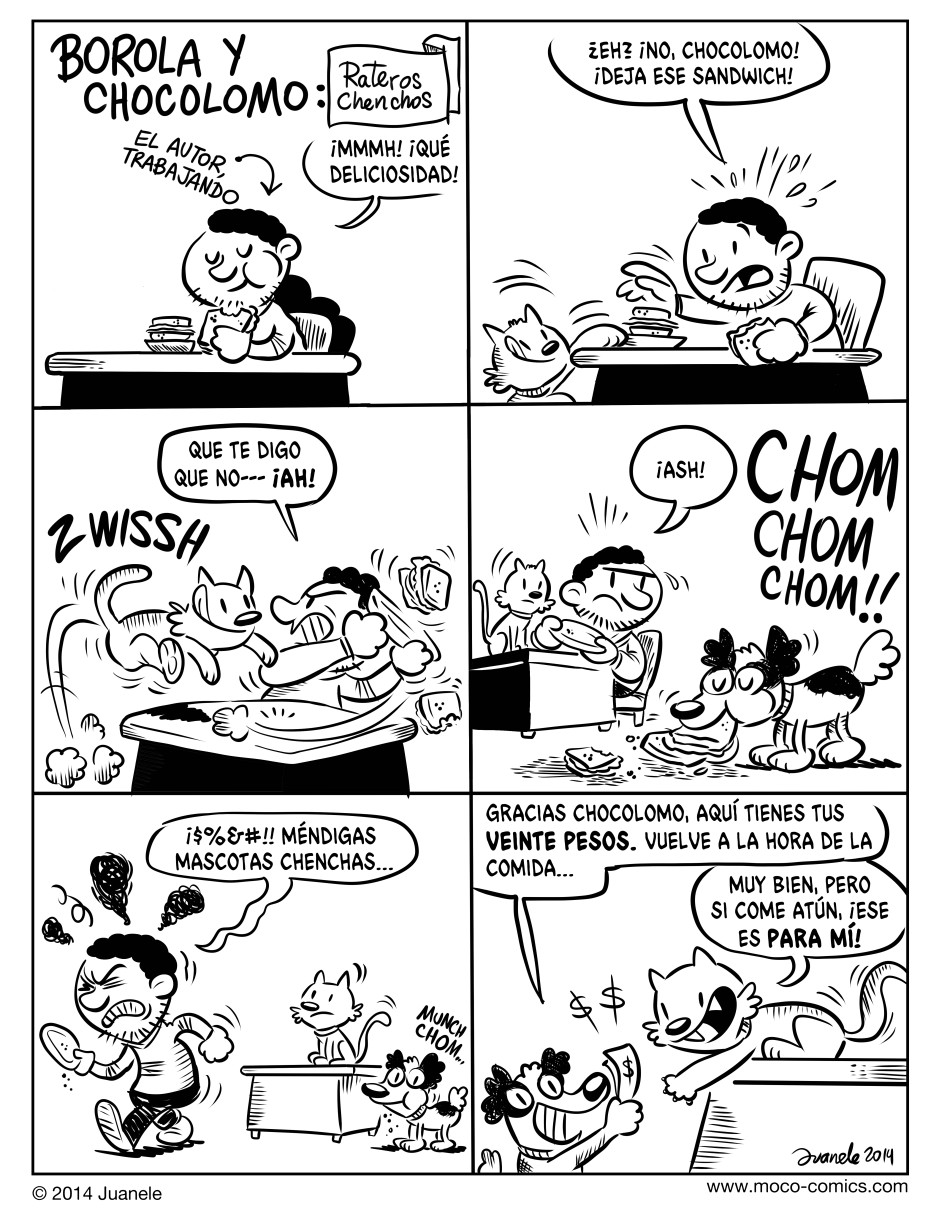 BOROLA Y
CHOCOLOMO:
Rateros
Chenchos
EL AUTOR,
TRABAJANDO
¡MMMH! ¡QUÉ
DELICIOSIDAD!
¿EH? ¡NO, CHOCOLOMO!
¡DEJA ESE SANDWICH!
QUE TE DIGO
QUE NO--- ¡AH!
ZWISSH
¡ASH!
CHOM
CHOM
CHOM!!
¡$%&#!! MÉNDIGAS
MASCOTAS CHENCHAS...
MUNCH
CHOM...
GRACIAS CHOCOLOMO, AQUÍ TIENES TUS
VEINTE PESOS. VUELVE A LA HORA DE LA
COMIDA...
MUY BIEN, PERO
SI COME ATÚN, ¡ESE
ES PARA MÍ!
$ $
$
Juanele 2014
© 2014 Juanele
www.moco-comics.com